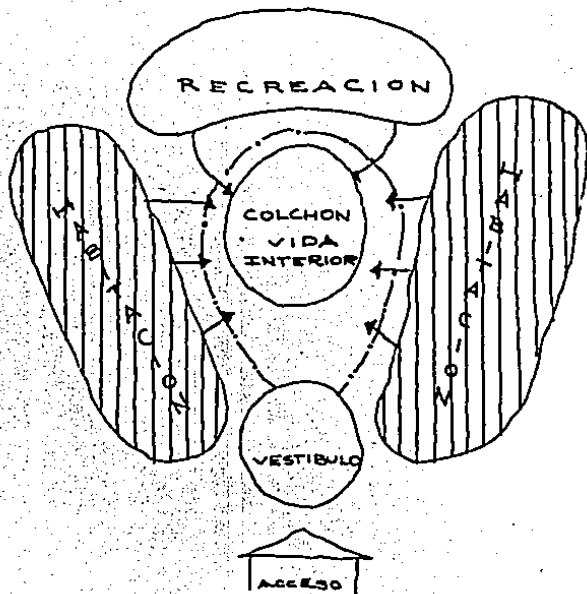 RECREACION
HABITACION
COLCHON
VIDA
INTERIOR
HABITACION
VESTIBULO
ACCESO